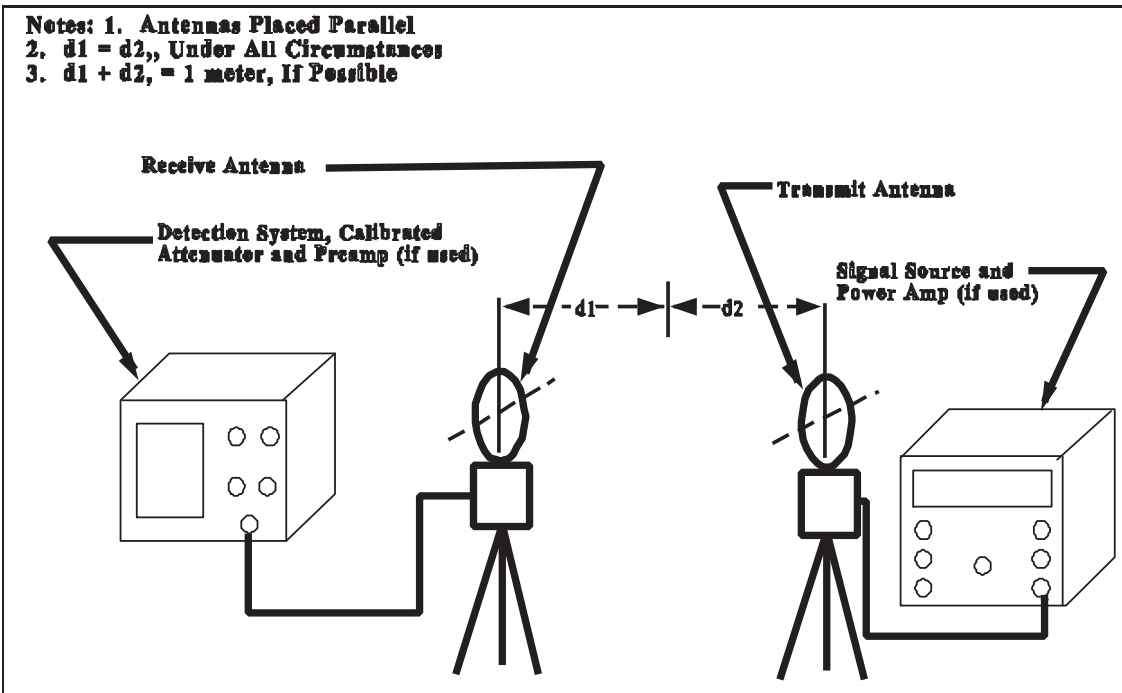 Notes: 1. Antennas Placed Parallel
2. d1 = d2,, Under All Circumstances
3. d1 + d2, = 1 meter, If Possible
Receive Antenna
Transmit Antenna
Detection System, Calibrated
Attenuator and Preamp (if used)
Signal Source and
Power Amp (if used)
d1
d2